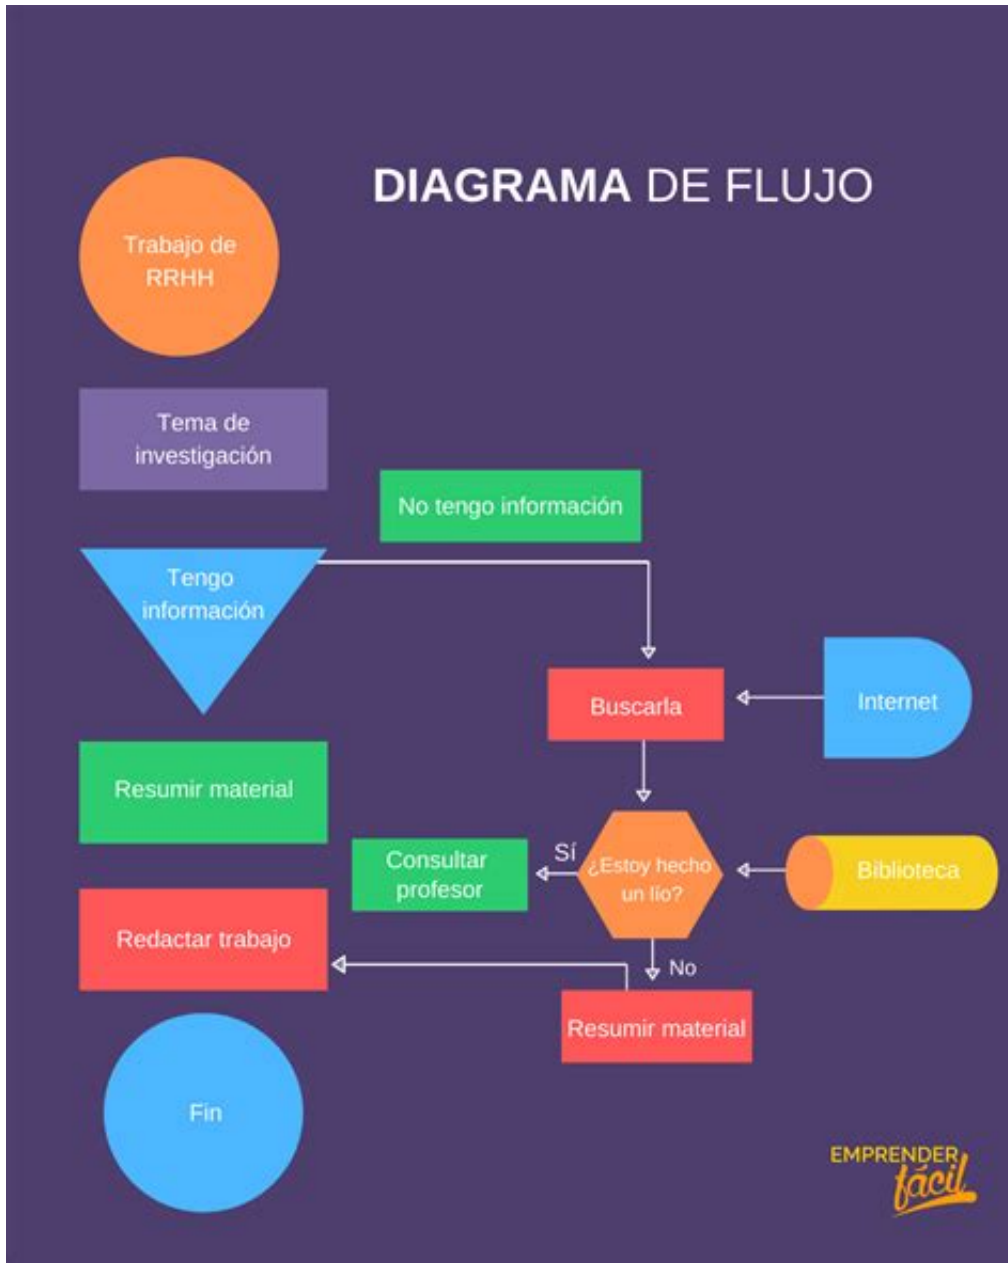 DIAGRAMA DE FLUJO
Trabajo de
RRHH
Tema de
investigación
No tengo información
Tengo
información
Buscarla
Internet
Resumir material
Consultar
profesor
Sí
¿Estoy hecho
un lío?
Biblioteca
Redactar trabajo
No
Resumir material
Fin
EMPRENDER
fácil